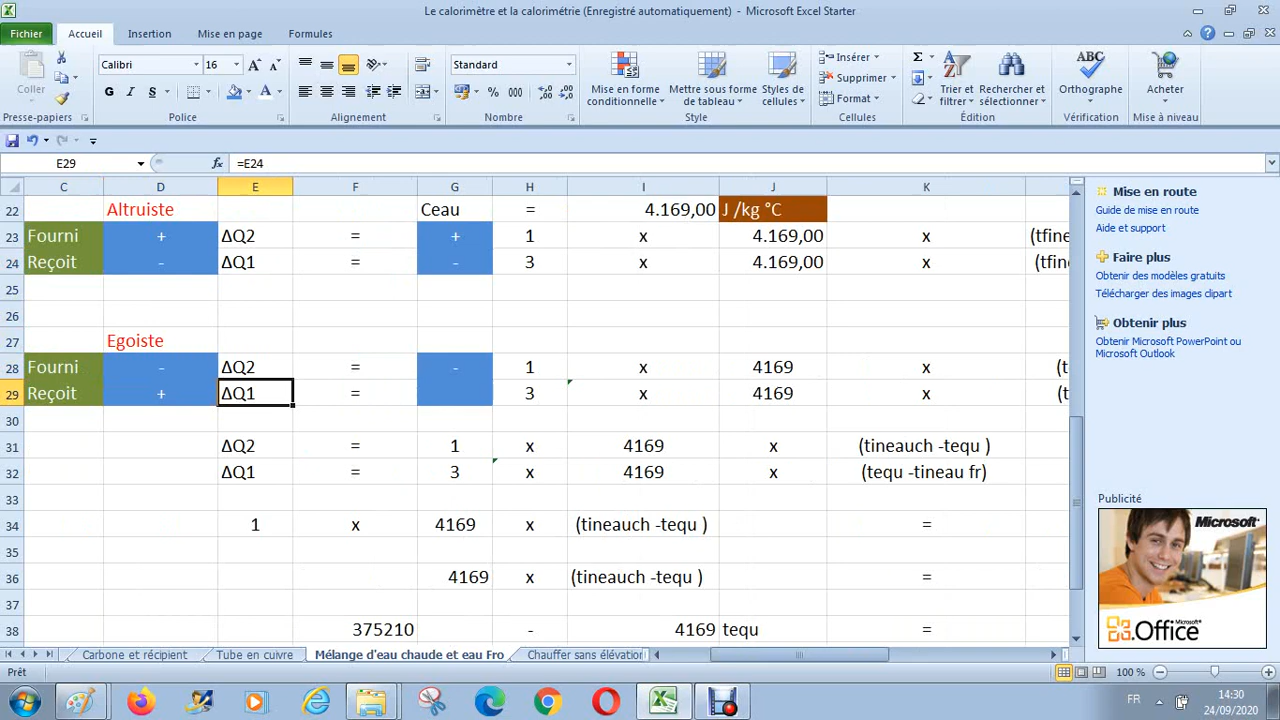 Le calorimètre et la calorimétrie (Enregistré automatiquement) - Microsoft Excel Starter
Fichier Accueil Insertion Mise en page Formules
Coller
Presse-papiers
Calibri 16
G I S
Police
Alignement
Standard
% 000
Nombre
Mise en forme conditionnelle
Mettre sous forme de tableau
Styles de cellules
Style
Insérer
Supprimer
Format
Cellules
Σ
Trier et filtrer
Rechercher et sélectionner
Édition
ABC
Orthographe
Vérification
Acheter
Mise à niveau
E29 fx =E24
C D E F G H I J K
22 Altruiste Ceau = 4.169,00 J /kg °C
23 Fourni + ΔQ2 = + 1 x 4.169,00 x (tfine
24 Reçoit - ΔQ1 = - 3 x 4.169,00 x (tfin
25
26
27 Egoiste
28 Fourni - ΔQ2 = - 1 x 4169 x (t
29 Reçoit + ΔQ1 = 3 x 4169 x (t
30
31 ΔQ2 = 1 x 4169 x (tineauch -tequ )
32 ΔQ1 = 3 x 4169 x (tequ -tineau fr)
33
34 1 x 4169 x (tineauch -tequ ) =
35
36 4169 x (tineauch -tequ ) =
37
38 375210 - 4169 tequ =
Mise en route
Guide de mise en route
Aide et support
Faire plus
Obtenir des modèles gratuits
Télécharger des images clipart
Obtenir plus
Obtenir Microsoft PowerPoint ou
Microsoft Outlook
Publicité
Microsoft
Office Microsoft
Carbone et récipient Tube en cuivre Mélange d'eau chaude et eau Fro Chauffer sans élévation
Prêt 100 %
FR 14:30
24/09/2020